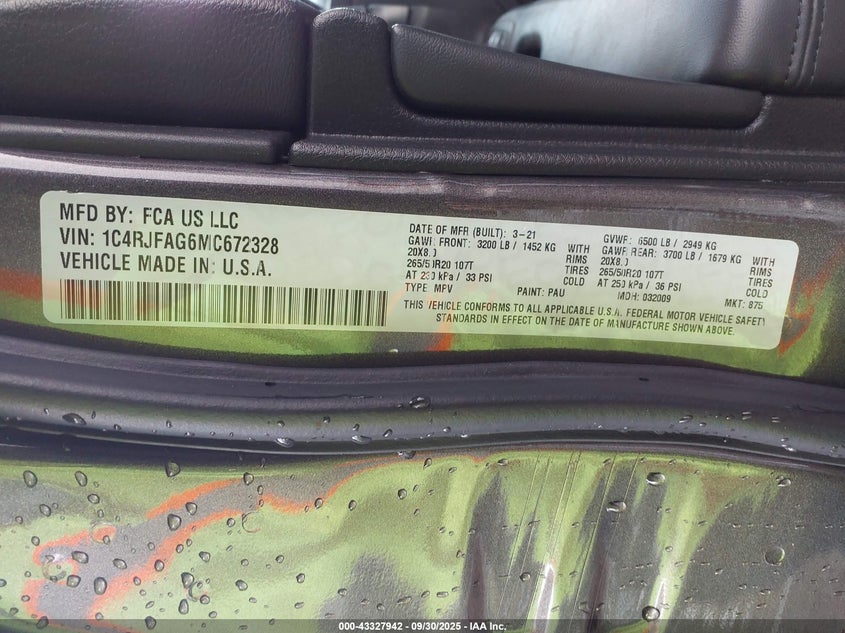 MFD BY: FCA US LLC
VIN: 1C4RJFAG6MC672328
VEHICLE MADE IN U.S.A.
DATE OF MFR (BUILT): 3-21
GAWR FRONT: 3200 LB / 1452 KG WITH
20X8.0 RIMS
265/50R20 107T TIRES
AT 230 kPa / 33 PSI COLD
TYPE: MPV PAINT: PAU
GVWR: 6500 LB / 2949 KG
GAWR REAR: 3700 LB / 1679 KG WITH
20X8.0 RIMS
265/50R20 107T TIRES
AT 250 kPa / 36 PSI COLD
MDH: 032009 MKT: 875
THIS VEHICLE CONFORMS TO ALL APPLICABLE U.S.A. FEDERAL MOTOR VEHICLE SAFETY
STANDARDS IN EFFECT ON THE DATE OF MANUFACTURE SHOWN ABOVE.
000-43327942 - 09/30/2025 - IAA Inc.